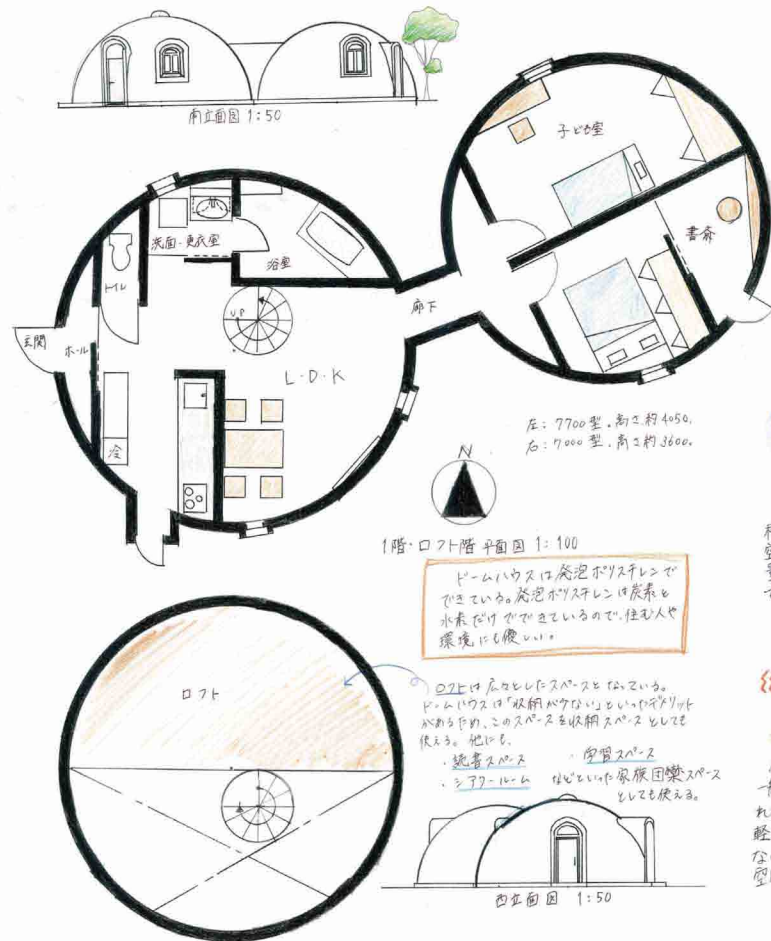 南立面図 1:50
子ども室
書斎
洗面・更衣室
浴室
トイレ
UP
廊下
玄関
ホール
L・D・K
冷
左:7700型。高さ約4050。
右:7000型。高さ約3600。
N
1階・ロフト階 平面図 1:100
ドームハウスは発泡ポリスチレンで
できている。発泡ポリスチレンは炭素と
水素だけでできているので、住む人や
環境にも優しい。
ロフト
ロフトは広々としたスペースとなっている。
ドームハウスは「収納が少ない」といったデメリット
があるため、このスペースを収納スペースとしても
使える。他にも、
・読書スペース ・学習スペース
・シアタールーム などといった家族団欒スペース
としても使える。
西立面図 1:50
空
一
れ
軽
な
空